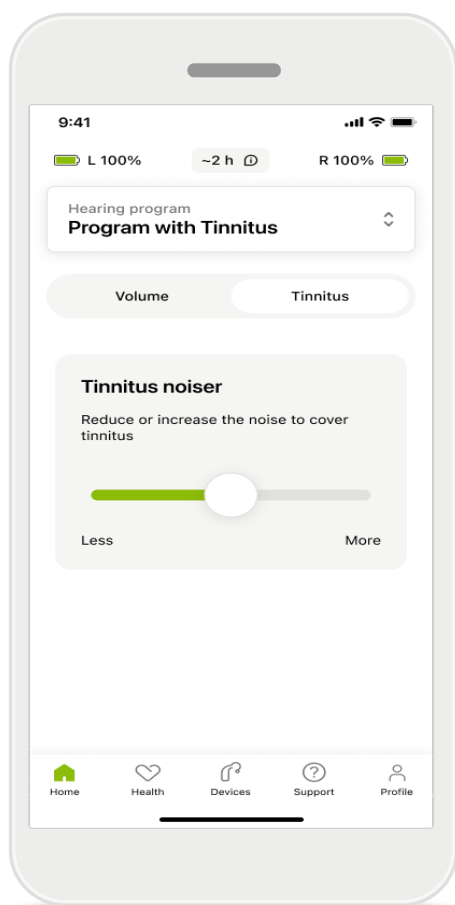 9:41
L 100% ~2 h R 100%
Hearing program
Program with Tinnitus
Volume Tinnitus
Tinnitus noiser
Reduce or increase the noise to cover
tinnitus
Less More
Home Health Devices Support Profile